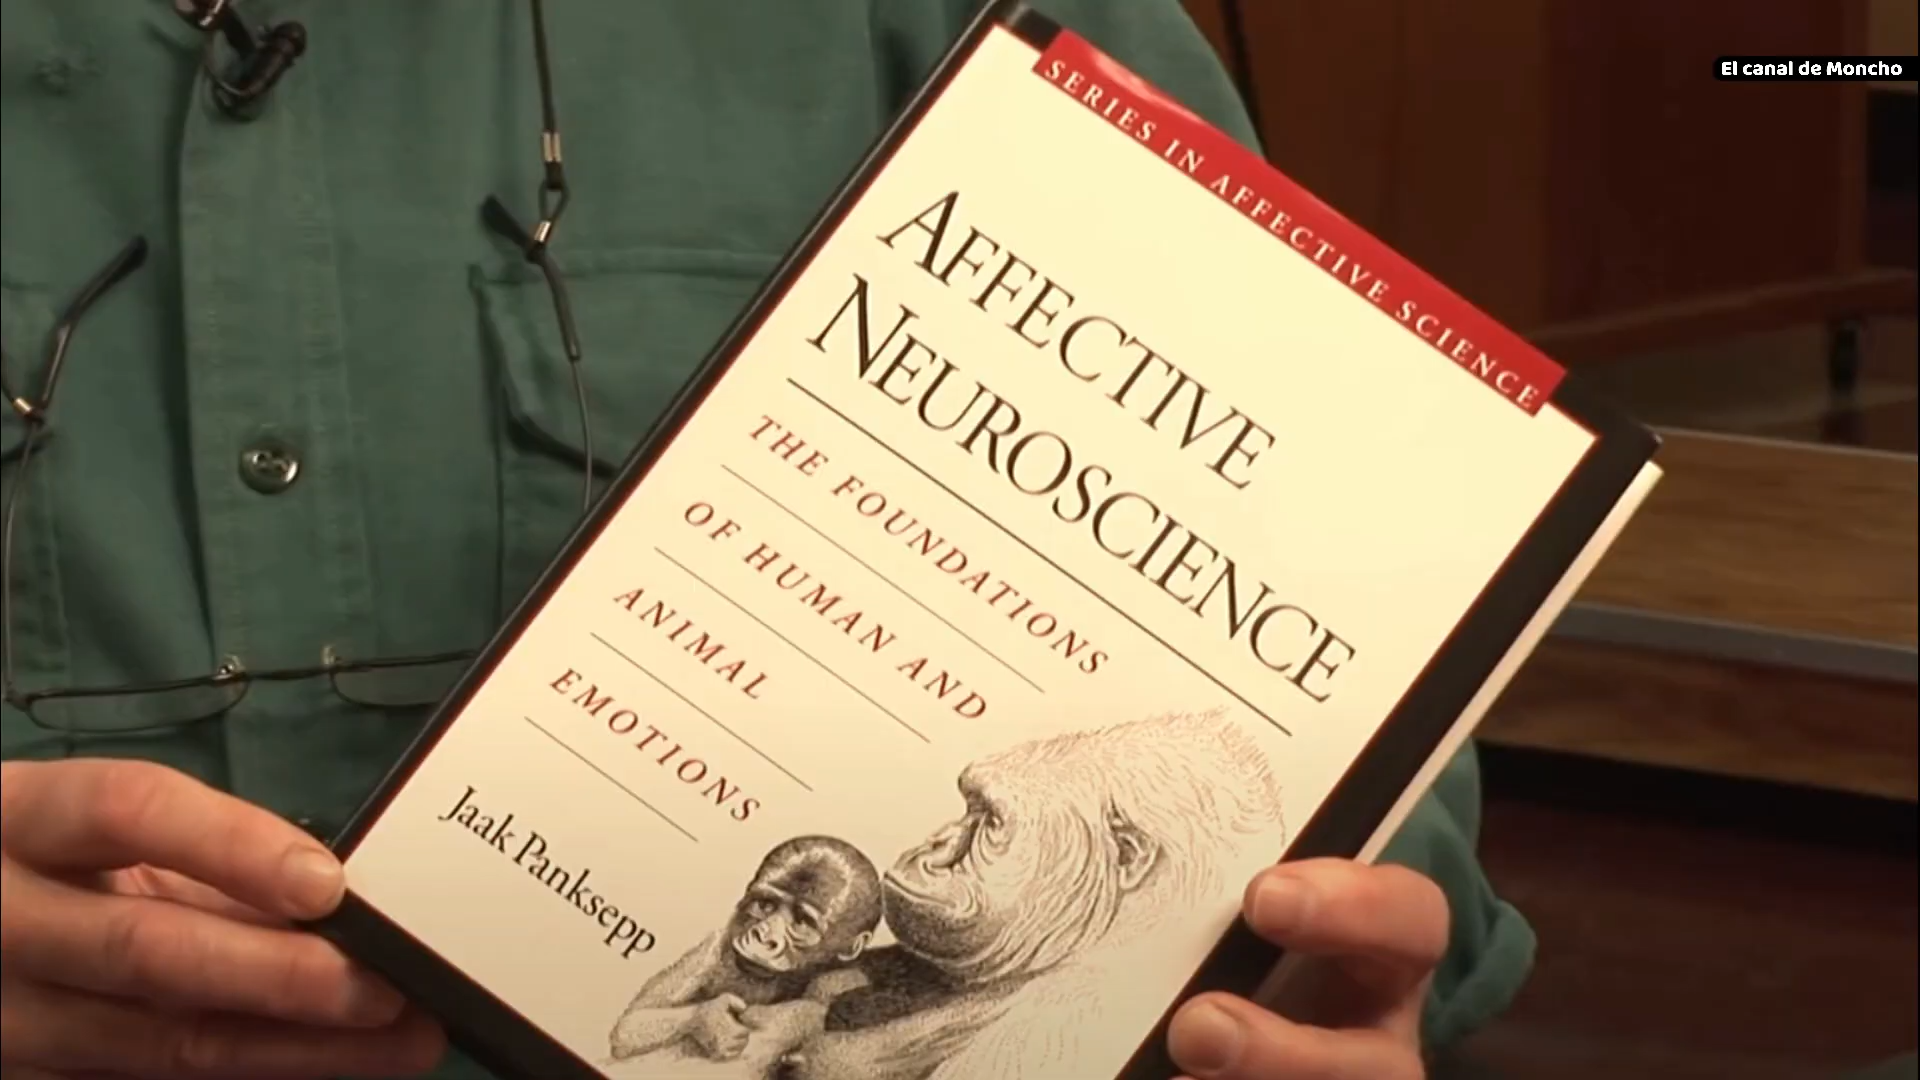 El canal de Moncho
SERIES IN AFFECTIVE SCIENCE
AFFECTIVE
NEUROSCIENCE
THE FOUNDATIONS
OF HUMAN AND
ANIMAL
EMOTIONS
Jaak Panksepp